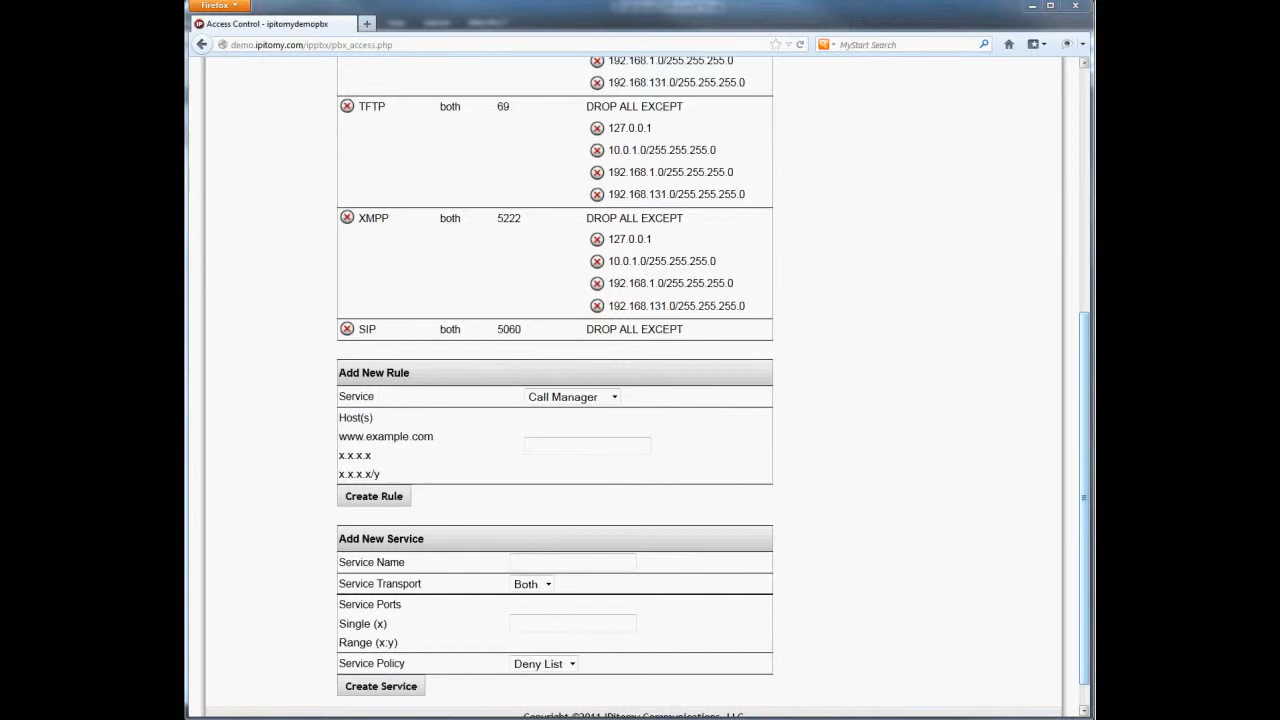 Firefox
Access Control - ipitomydemopbx
demo.ipitomy.com/ippbx/pbx_access.php
MyStart Search
192.168.1.0/255.255.255.0
192.168.131.0/255.255.255.0
TFTP both 69 DROP ALL EXCEPT
127.0.0.1
10.0.1.0/255.255.255.0
192.168.1.0/255.255.255.0
192.168.131.0/255.255.255.0
XMPP both 5222 DROP ALL EXCEPT
127.0.0.1
10.0.1.0/255.255.255.0
192.168.1.0/255.255.255.0
192.168.131.0/255.255.255.0
SIP both 5060 DROP ALL EXCEPT
Add New Rule
Service Call Manager
Host(s)
www.example.com
x.x.x.x
x.x.x.x/y
Create Rule
Add New Service
Service Name
Service Transport Both
Service Ports
Single (x)
Range (x:y)
Service Policy Deny List
Create Service
Copyright ©2011 IPitomy Communications, LLC